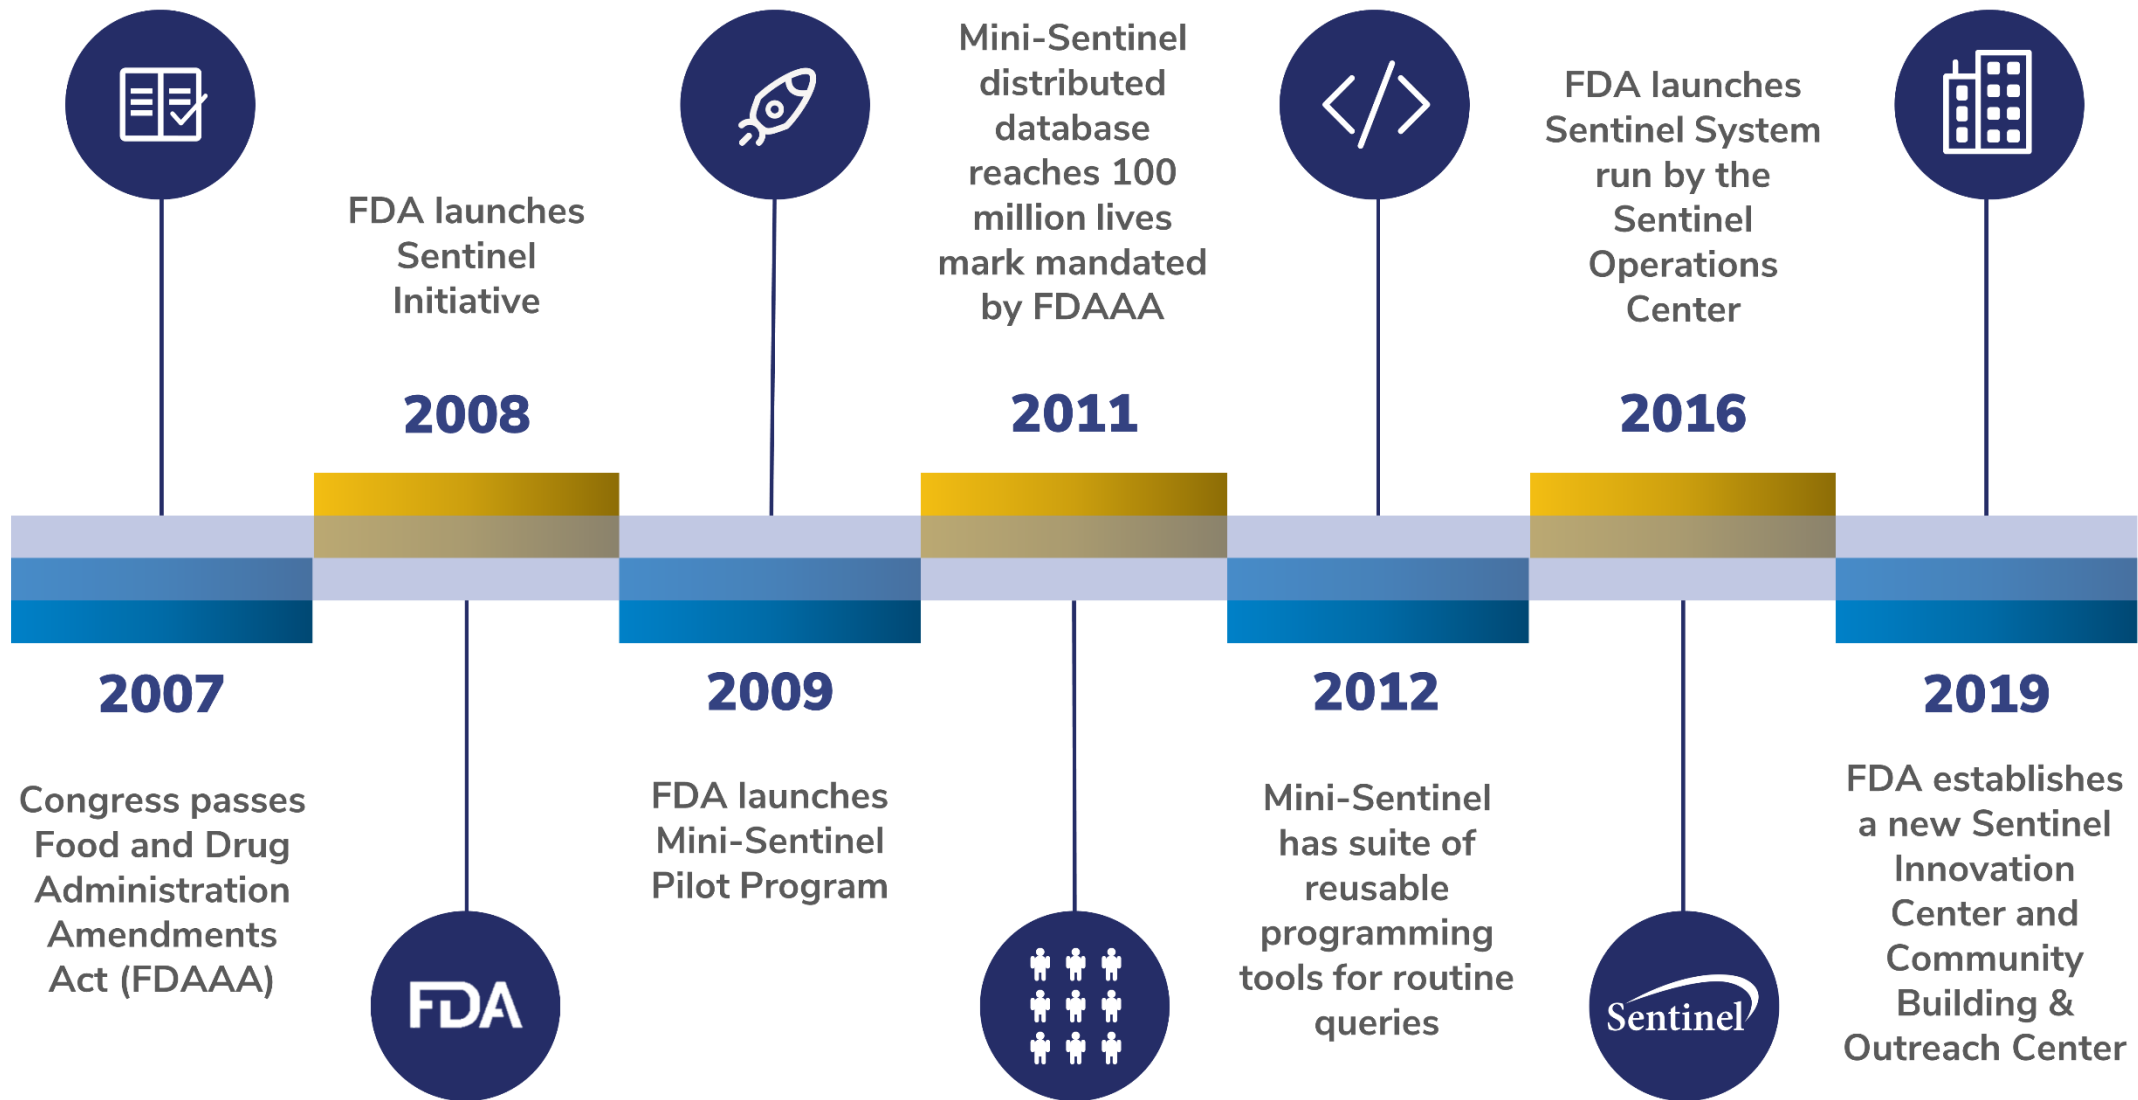 2007
Congress passes
Food and Drug
Administration
Amendments
Act (FDAAA)
FDA launches
Sentinel
Initiative
2008
FDA
2009
FDA launches
Mini-Sentinel
Pilot Program
Mini-Sentinel
distributed
database
reaches 100
million lives
mark mandated
by FDAAA
2011
2012
Mini-Sentinel
has suite of
reusable
programming
tools for routine
queries
FDA launches
Sentinel System
run by the
Sentinel
Operations
Center
2016
Sentinel
2019
FDA establishes
a new Sentinel
Innovation
Center and
Community
Building &
Outreach Center